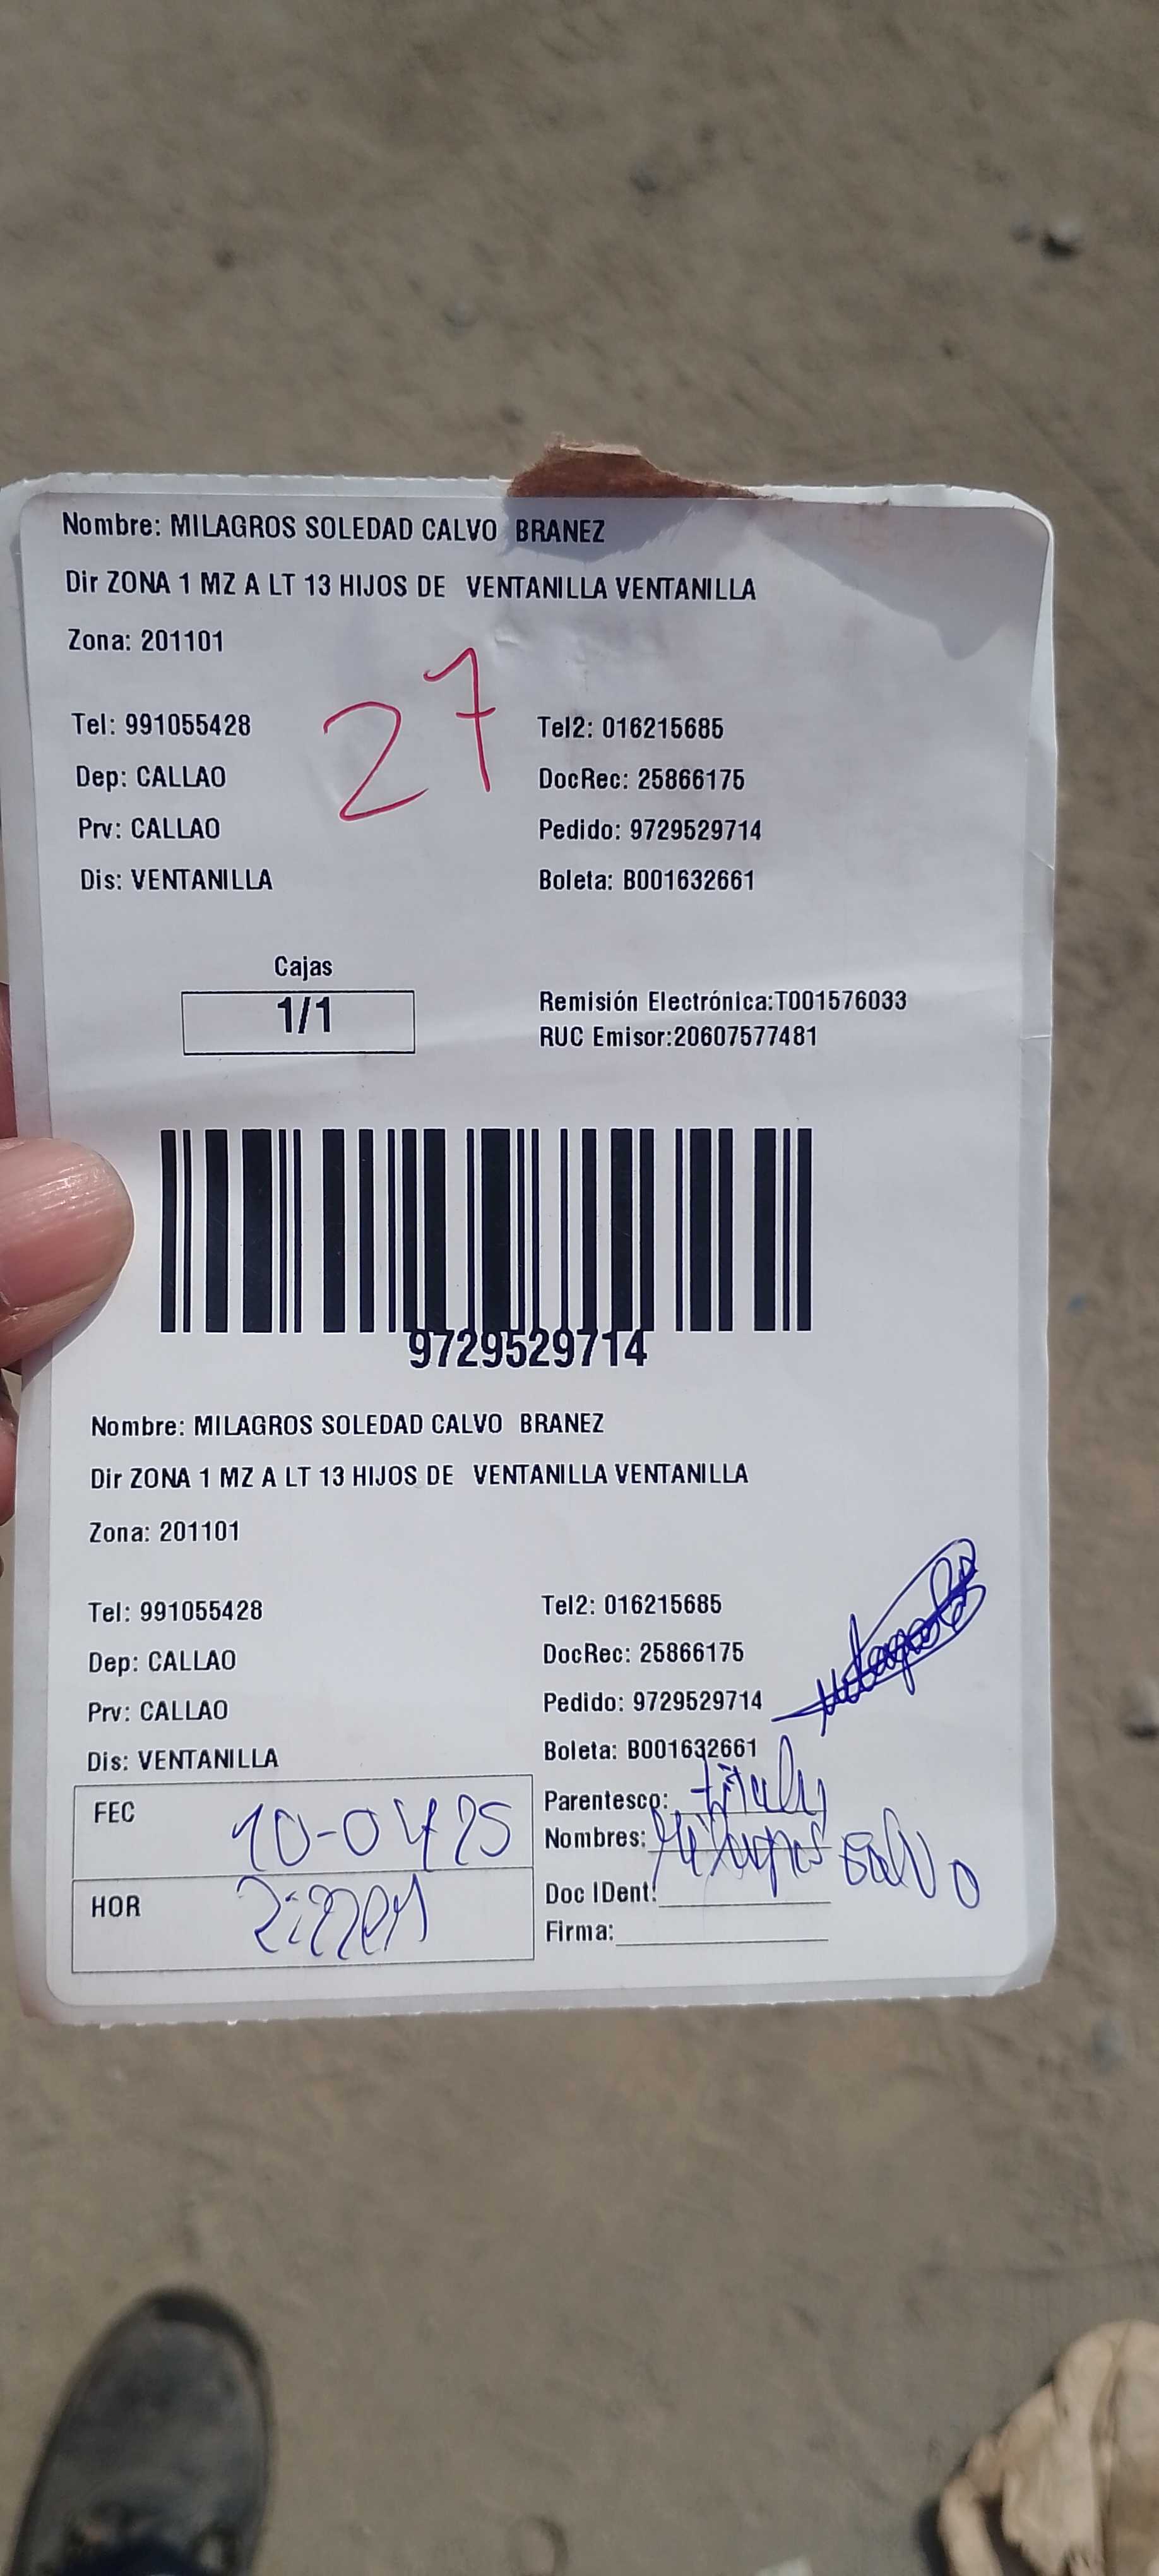 Nombre: MILAGROS SOLEDAD CALVO BRANEZ
Dir ZONA 1 MZ A LT 13 HIJOS DE VENTANILLA VENTANILLA
Zona: 201101
27
Tel: 991055428 Tel2: 016215685
Dep: CALLAO DocRec: 25866175
Prv: CALLAO Pedido: 9729529714
Dis: VENTANILLA Boleta: B001632661
Cajas
1/1
Remisión Electrónica:T001576033
RUC Emisor:20607577481
9729529714
Nombre: MILAGROS SOLEDAD CALVO BRANEZ
Dir ZONA 1 MZ A LT 13 HIJOS DE VENTANILLA VENTANILLA
Zona: 201101
Tel: 991055428 Tel2: 016215685
Dep: CALLAO DocRec: 25866175
Prv: CALLAO Pedido: 9729529714
Dis: VENTANILLA Boleta: B001632661
FEC 10-04 25
HOR
Parentesco:
Nombres: Milagros Calvo
Doc IDent:
Firma: